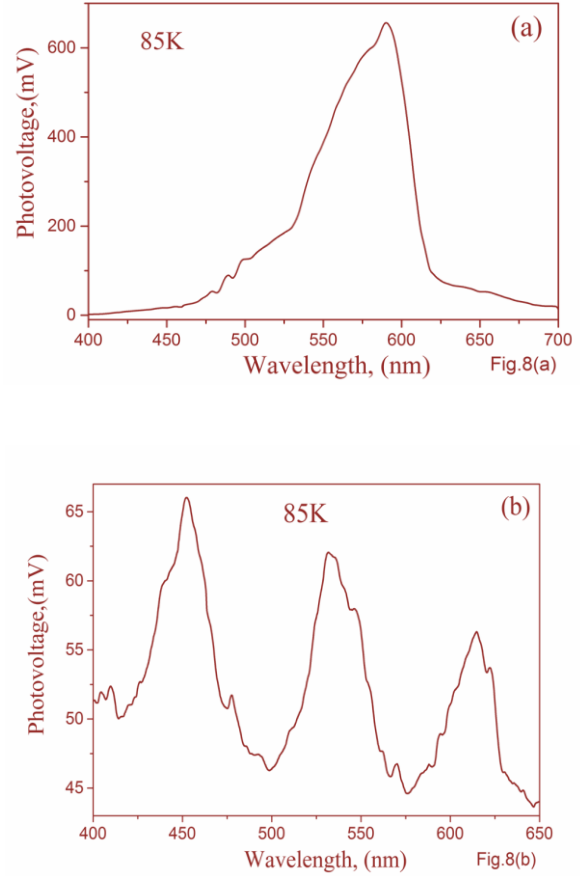 (a)
85K
Photovoltage,(mV)
600
400
200
0
400 450 500 550 600 650 700
Wavelength, (nm)
Fig.8(a)
(b)
85K
Photovoltage,(mV)
65
60
55
50
45
400 450 500 550 600 650
Wavelength, (nm)
Fig.8(b)